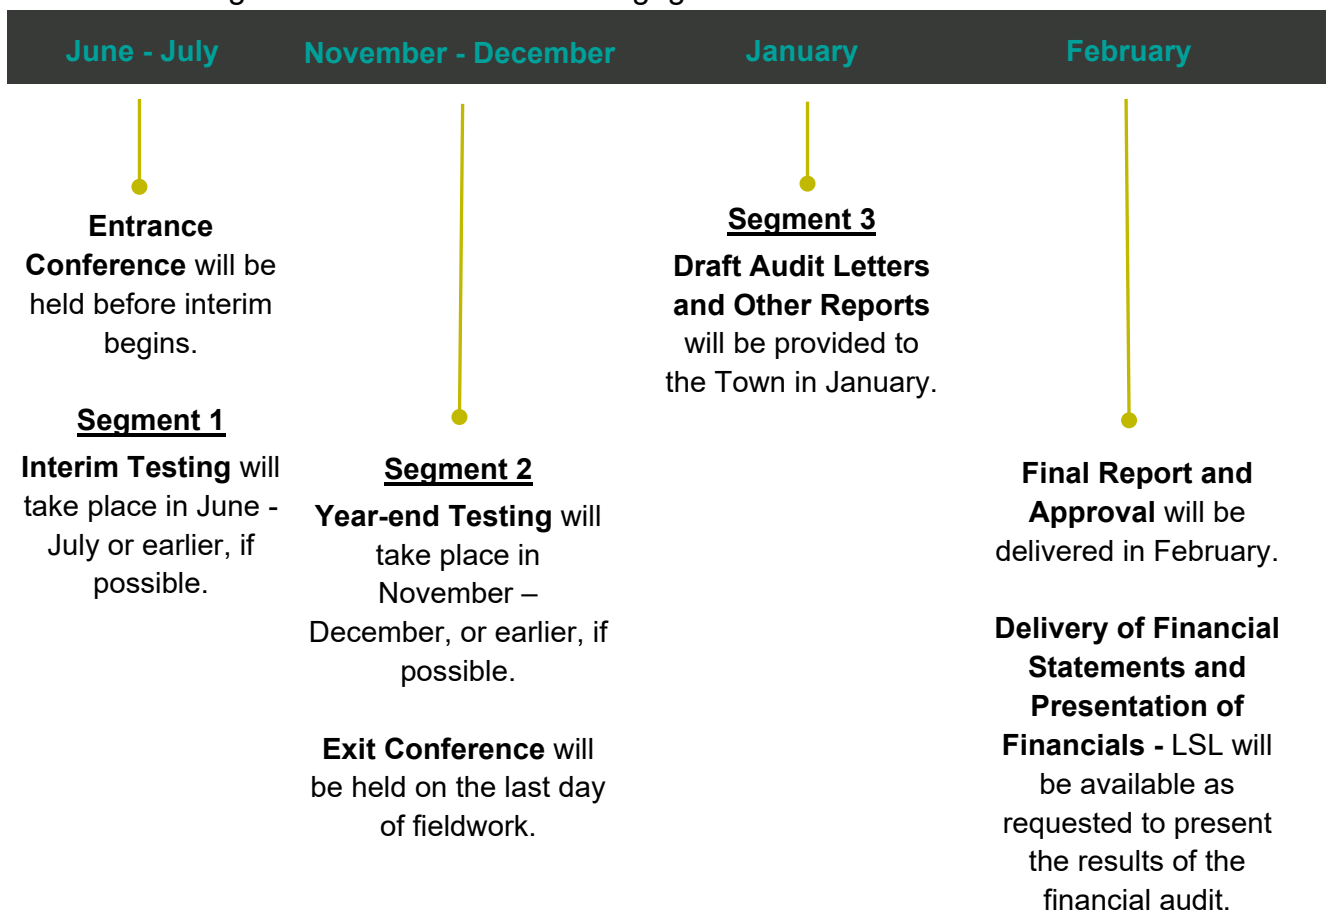 June - July
November - December
January
February
Entrance
Conference will be
held before interim
begins.
Segment 1
Interim Testing will
take place in June -
July or earlier, if
possible.
Segment 2
Year-end Testing will
take place in
November –
December, or earlier, if
possible.
Exit Conference will
be held on the last day
of fieldwork.
Segment 3
Draft Audit Letters
and Other Reports
will be provided to
the Town in January.
Final Report and
Approval will be
delivered in February.
Delivery of Financial
Statements and
Presentation of
Financials - LSL will
be available as
requested to present
the results of the
financial audit.